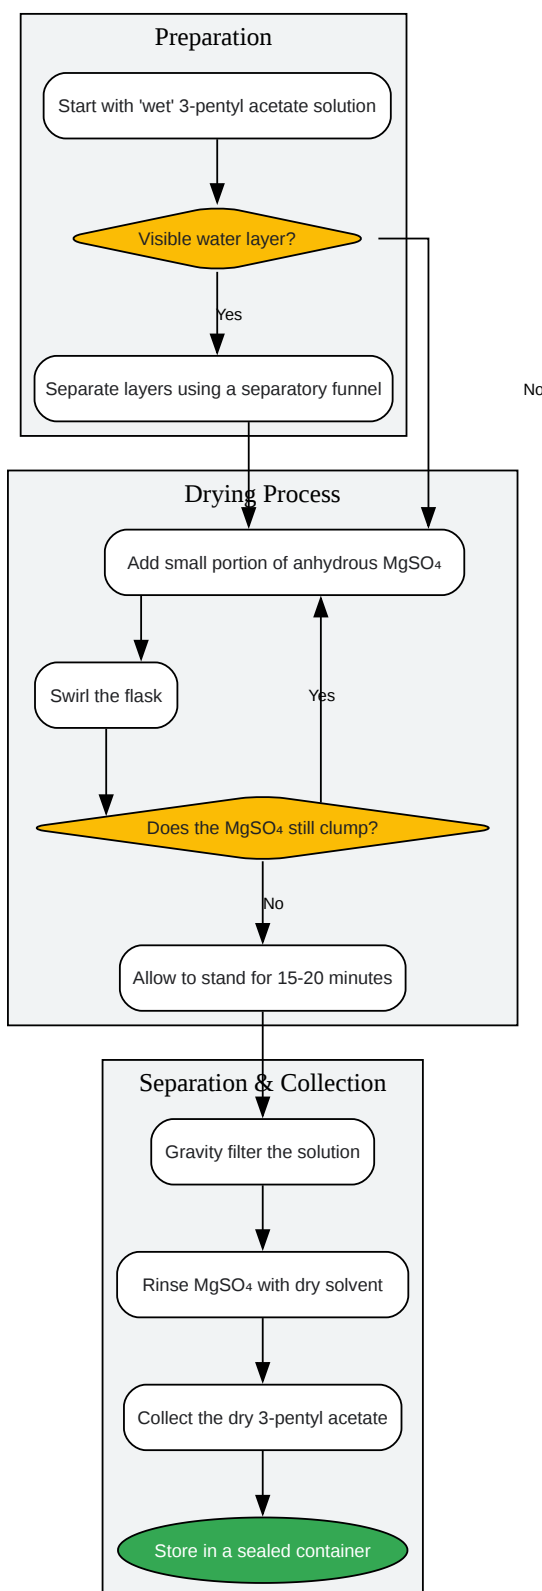 Preparation
Start with 'wet' 3-pentyl acetate solution
Visible water layer?
Yes
Separate layers using a separatory funnel
No
Drying Process
Add small portion of anhydrous MgSO₄
Swirl the flask
Yes
Does the MgSO₄ still clump?
No
Allow to stand for 15-20 minutes
Separation & Collection
Gravity filter the solution
Rinse MgSO₄ with dry solvent
Collect the dry 3-pentyl acetate
Store in a sealed container